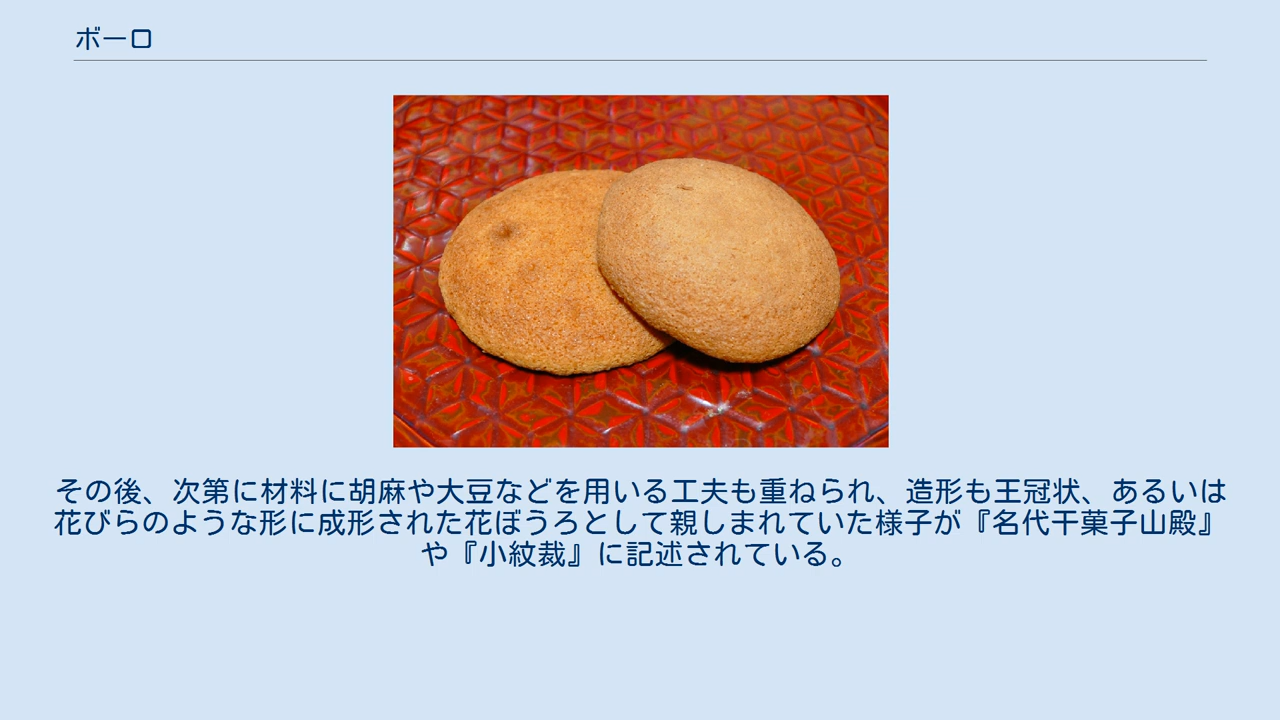 ボーロ
その後、次第に材料に胡麻や大豆などを用いる工夫も重ねられ、造形も王冠状、あるいは
花びらのような形に成形された花ぼうろとして親しまれていた様子が『名代干菓子山殿』
や『小紋裁』に記述されている。